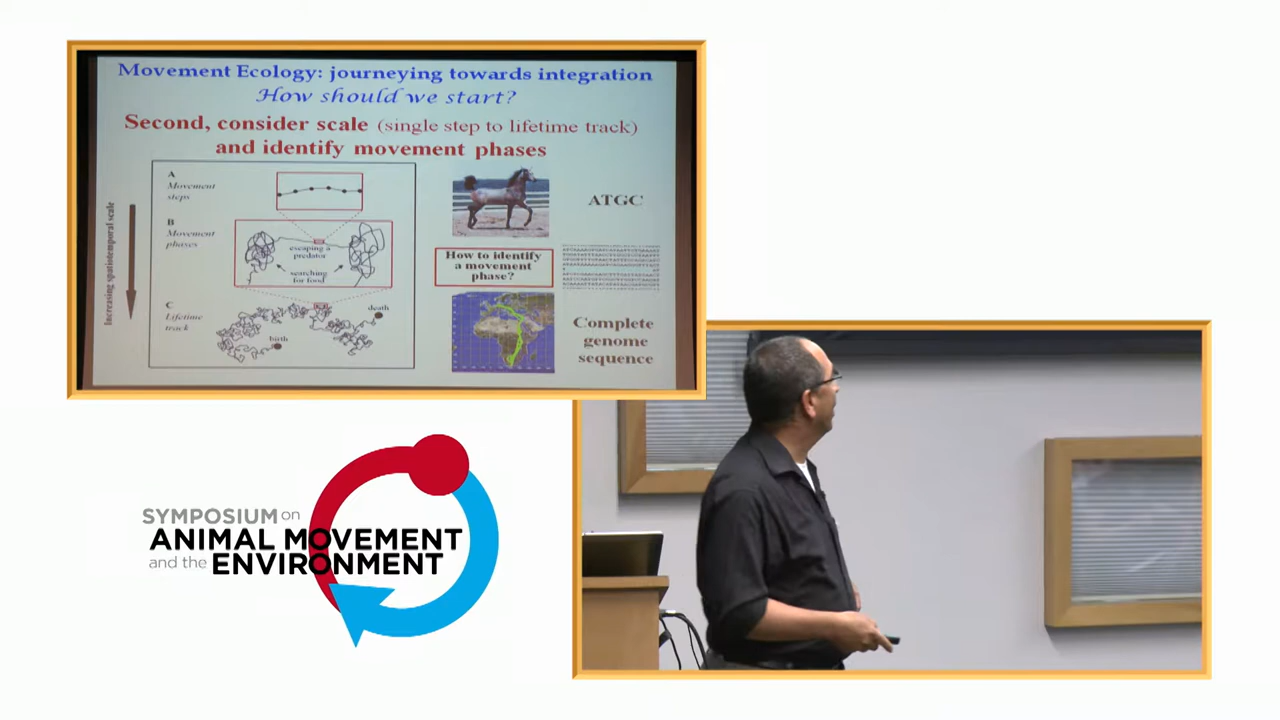 Movement Ecology: journeying towards integration
How should we start?
Second, consider scale (single step to lifetime track)
and identify movement phases
Increasing spatiotemporal scale
A
Movement
steps
B
Movement
phases
escaping a
predator
searching
for food
C
Lifetime
track
birth
death
ATGC
How to identify
a movement
phase?
Complete
genome
sequence
SYMPOSIUM on
ANIMAL MOVEMENT
and the ENVIRONMENT